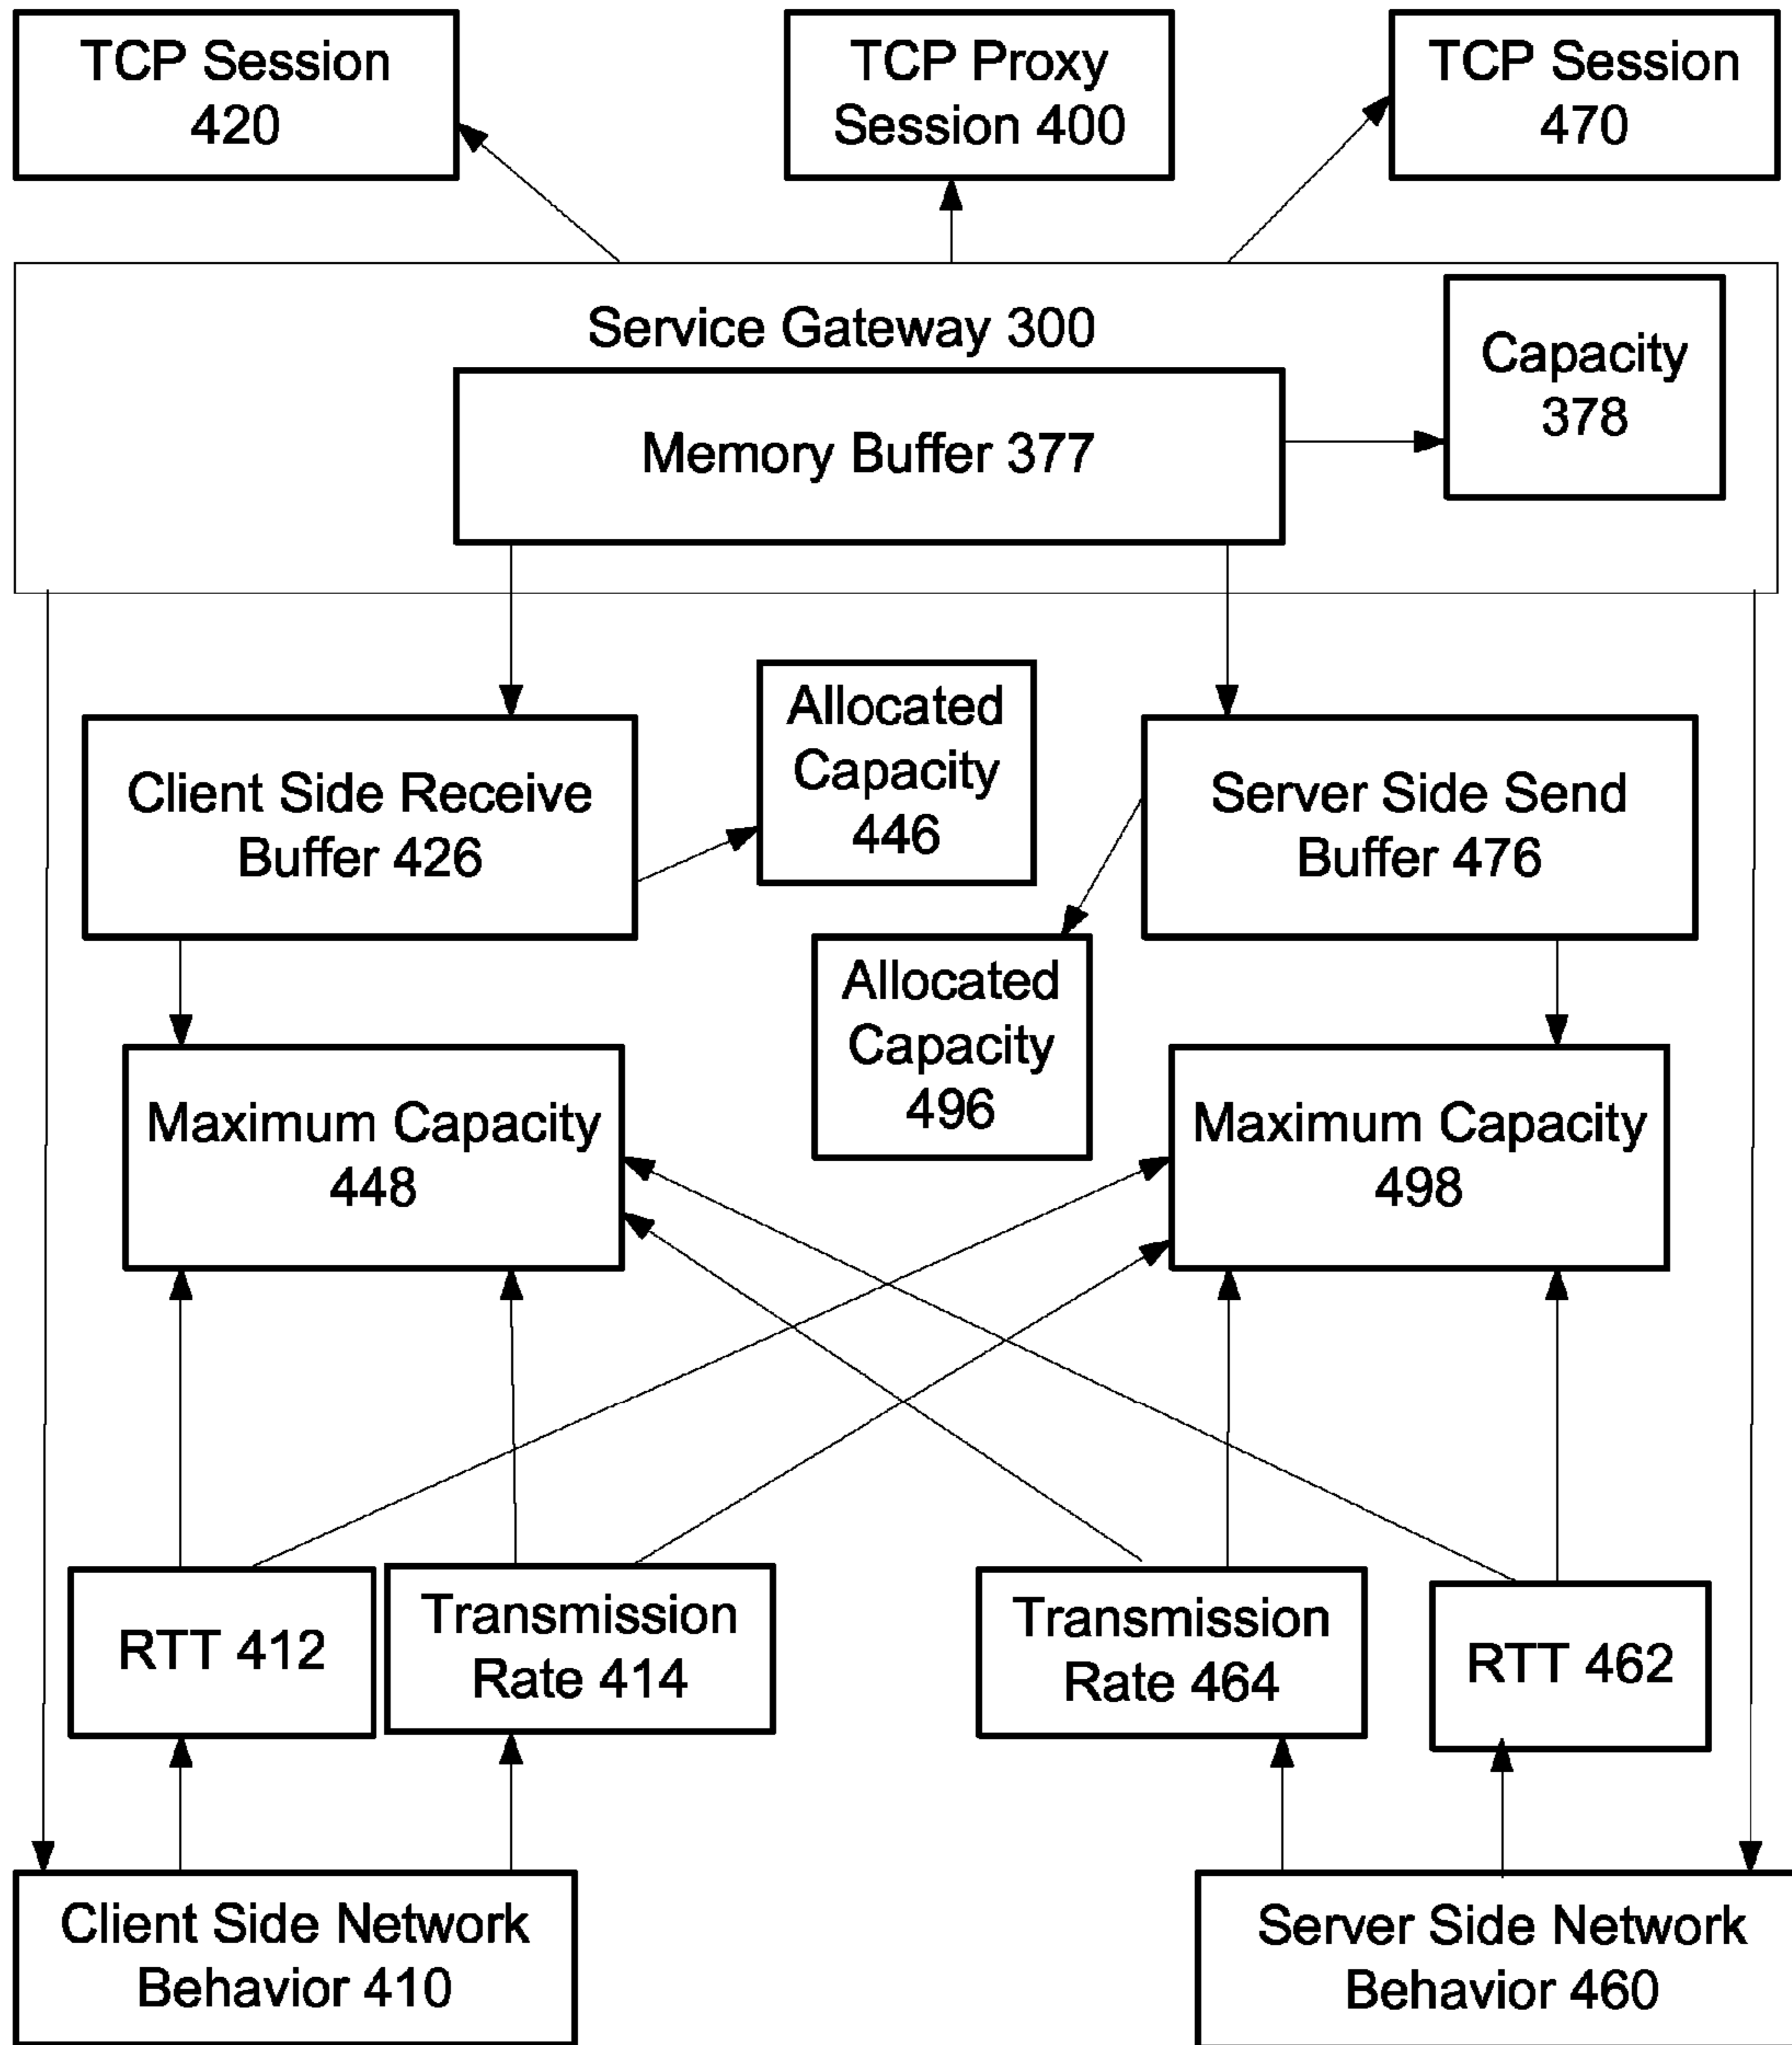 TCP Session
420
TCP Proxy
Session 400
TCP Session
470
Service Gateway 300
Capacity
378
Memory Buffer 377
Allocated
Capacity
446
Client Side Receive
Buffer 426
Server Side Send
Buffer 476
Allocated
Capacity
496
Maximum Capacity
448
Maximum Capacity
498
RTT 412
Transmission
Rate 414
Transmission
Rate 464
RTT 462
Client Side Network
Behavior 410
Server Side Network
Behavior 460